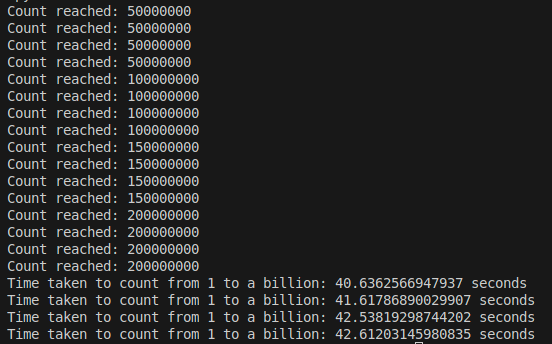 Count reached: 50000000
Count reached: 50000000
Count reached: 50000000
Count reached: 50000000
Count reached: 100000000
Count reached: 100000000
Count reached: 100000000
Count reached: 100000000
Count reached: 150000000
Count reached: 150000000
Count reached: 150000000
Count reached: 150000000
Count reached: 200000000
Count reached: 200000000
Count reached: 200000000
Count reached: 200000000
Time taken to count from 1 to a billion: 40.6362566947937 seconds
Time taken to count from 1 to a billion: 41.61786890029907 seconds
Time taken to count from 1 to a billion: 42.53819298744202 seconds
Time taken to count from 1 to a billion: 42.61203145980835 seconds